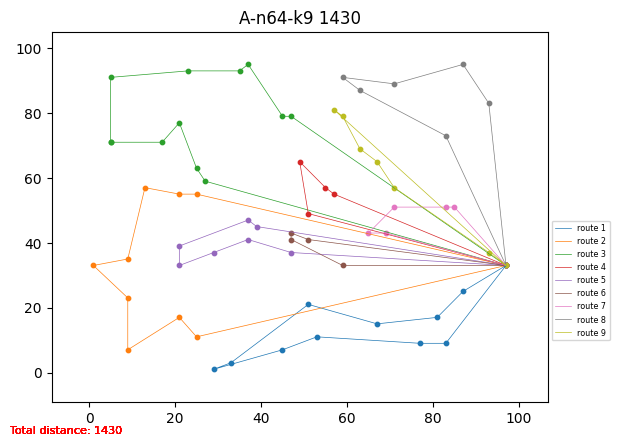 A-n64-k9 1430
100
80
60
40
20
0
0 20 40 60 80 100
route 1
route 2
route 3
route 4
route 5
route 6
route 7
route 8
route 9
Total distance: 1430